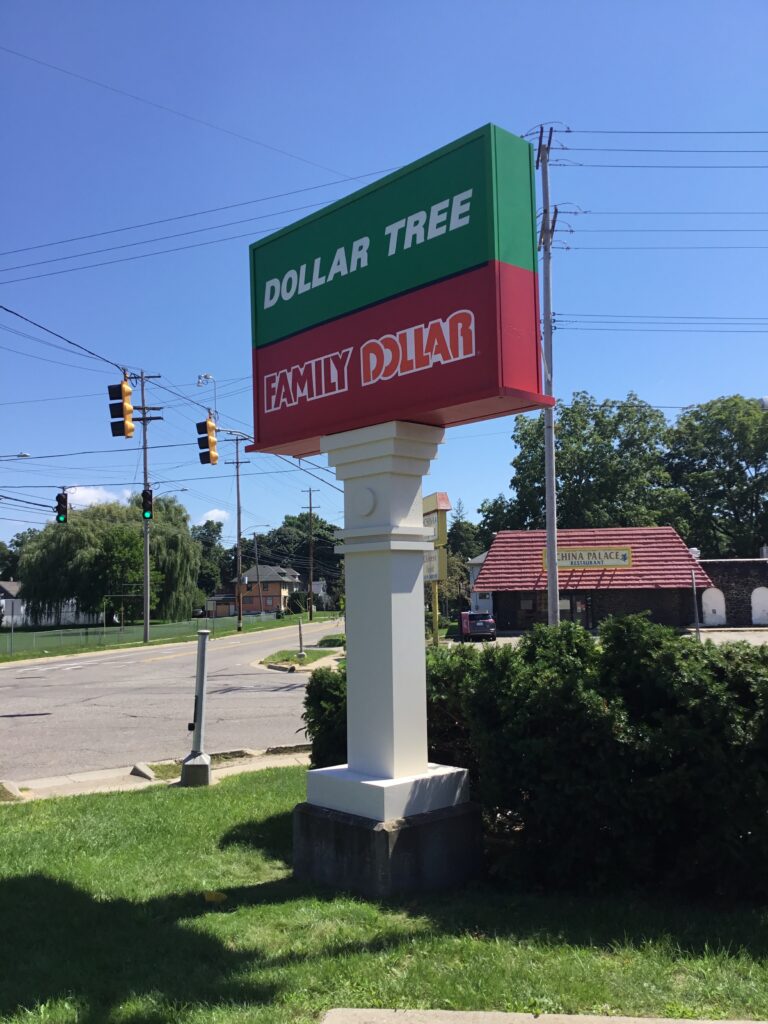 DOLLAR TREE
FAMILY DOLLAR
CHINA PALACE
RESTAURANT